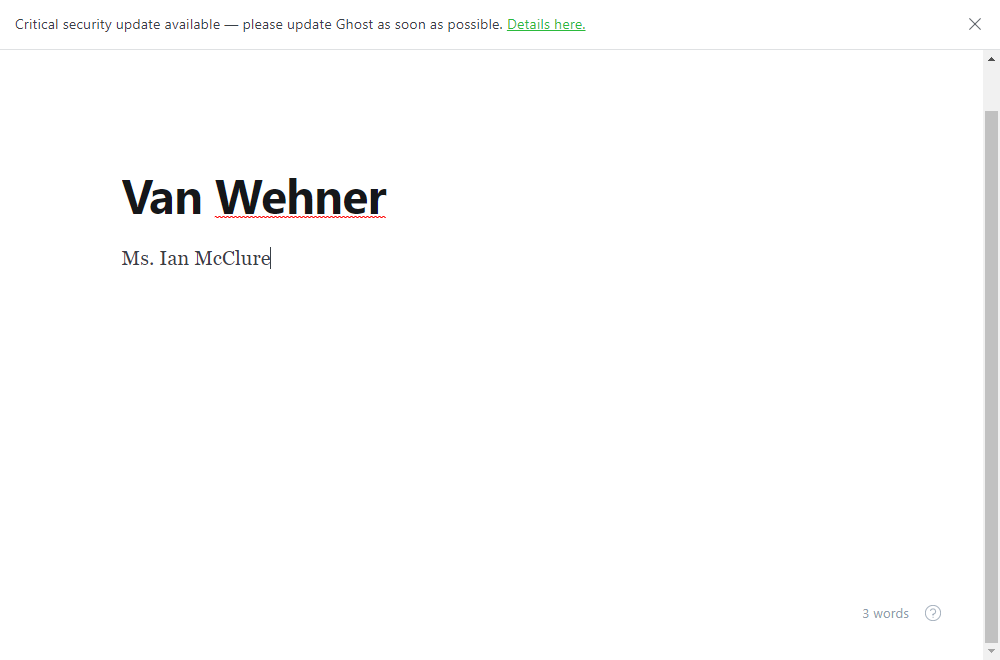 Critical security update available — please update Ghost as soon as possible. Details here.
Van Wehner
Ms. Ian McClure
3 words
?